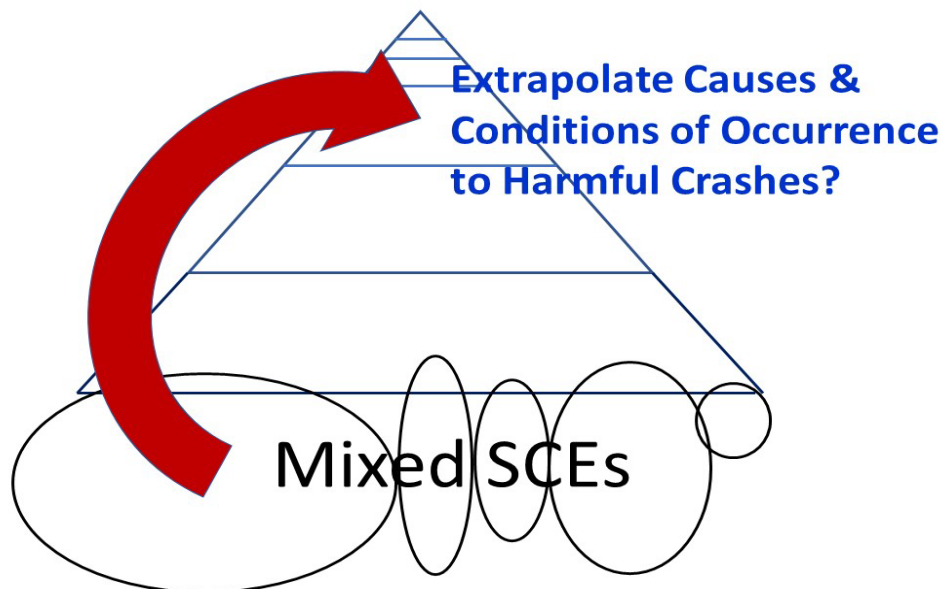 Extrapolate Causes &
Conditions of Occurrence
to Harmful Crashes?
Mixed SCEs